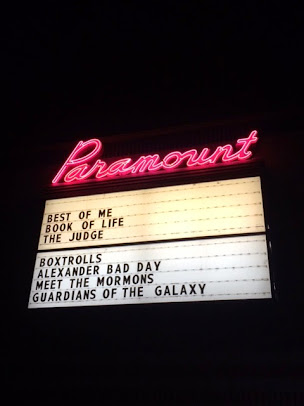 Paramount
BEST OF ME
BOOK OF LIFE
THE JUDGE
BOXTROLLS
ALEXANDER BAD DAY
MEET THE MORMONS
GUARDIANS OF THE GALAXY